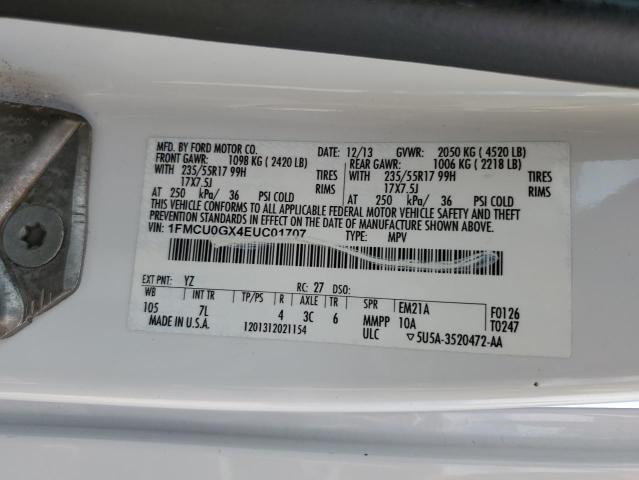 MFD. BY FORD MOTOR CO. 12/13 GVWR: 2050 KG ( 4520 LB)
FRONT GAWR: 1098 KG ( 2420 LB) REAR GAWR: 1006 KG ( 2218 LB)
WITH 235/55R17 99H TIRES WITH 235/55R17 99H TIRES
17X7.5J RIMS 17X7.5J RIMS
AT 250 kPa/ 36 PSI COLD AT 250 kPa/ 36 PSI COLD
THIS VEHICLE CONFORMS TO ALL APPLICABLE FEDERAL MOTOR VEHICLE SAFETY AND THEFT
PREVENTION STANDARDS IN EFFECT ON THE DATE OF MANUFACTURE SHOWN ABOVE.
VIN: 1FMCU0GX4EUC01707 TYPE: MPV
EXT PNT: YZ RC: 27 DSO:
WB INT TR TP/PS R AXLE TR SPR EM21A F0126
105 7L 4 3C 6 MMPP 10A T0247
MADE IN U.S.A. 1201312021154 ULC ▽5U5A-3520472-AA